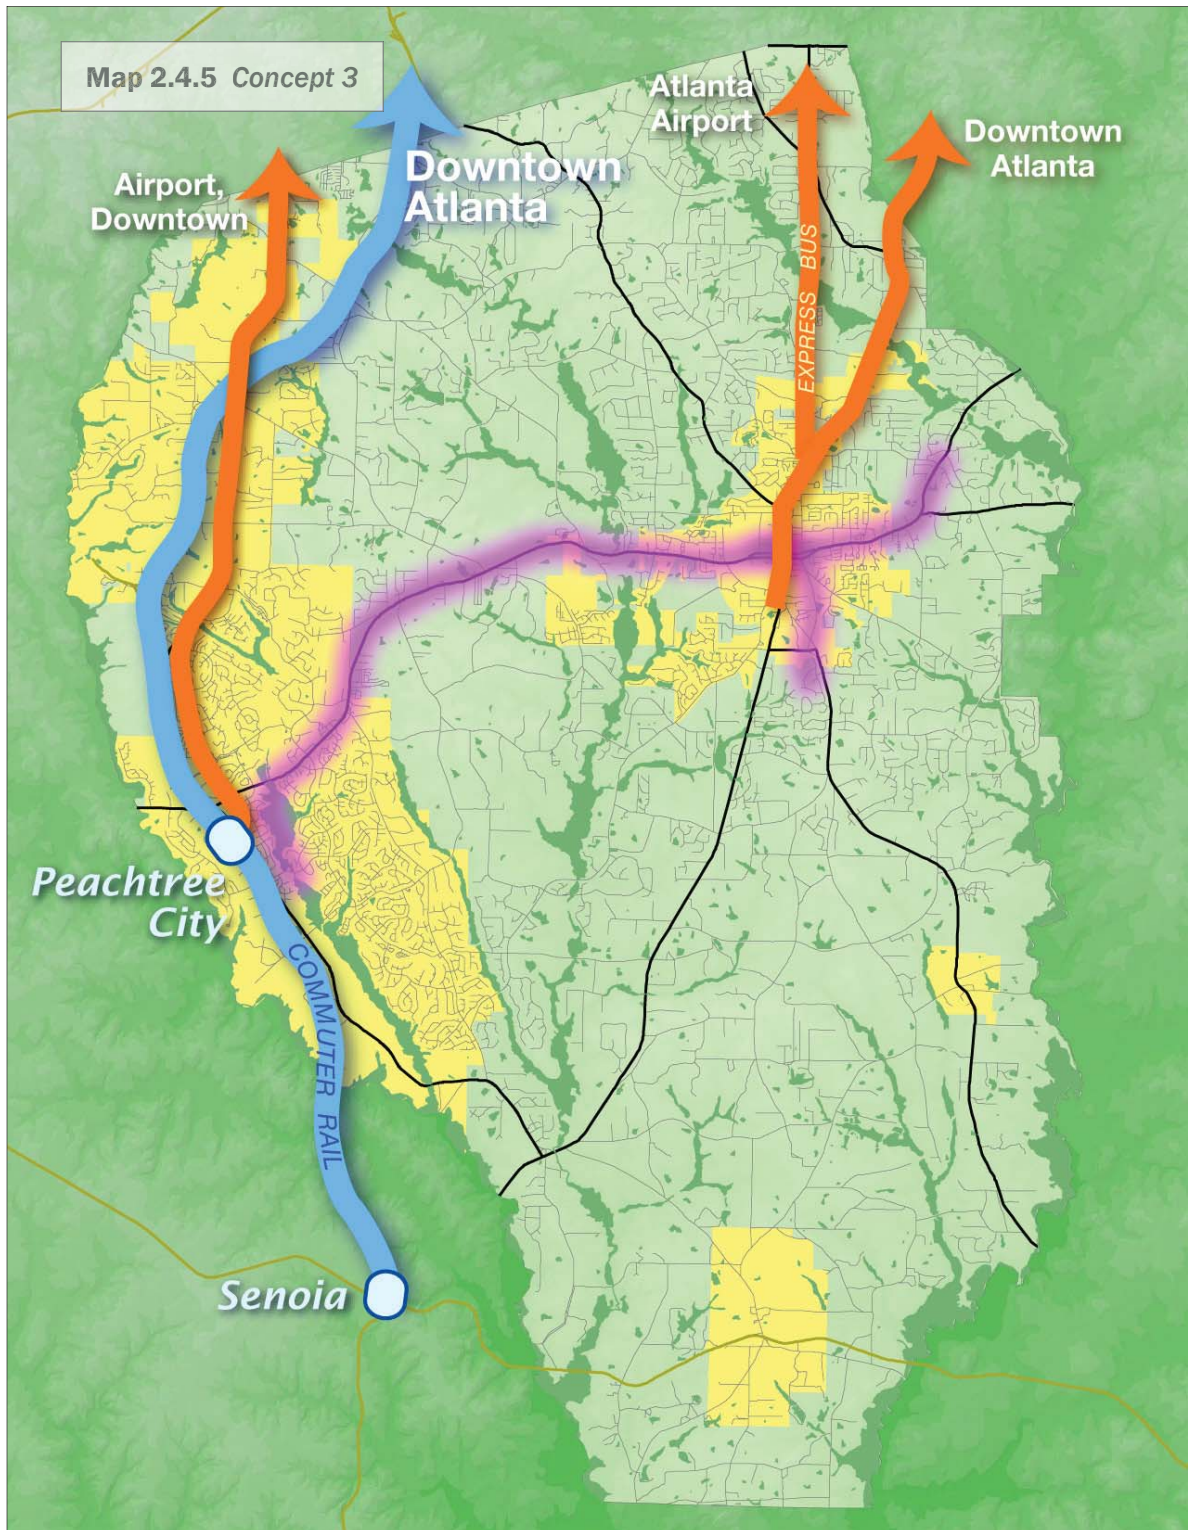 Map 2.4.5 Concept 3
Atlanta
Airport
Downtown
Atlanta
Downtown
Atlanta
Airport,
Downtown
EXPRESS BUS
Peachtree
City
COMMUTER RAIL
Senoia